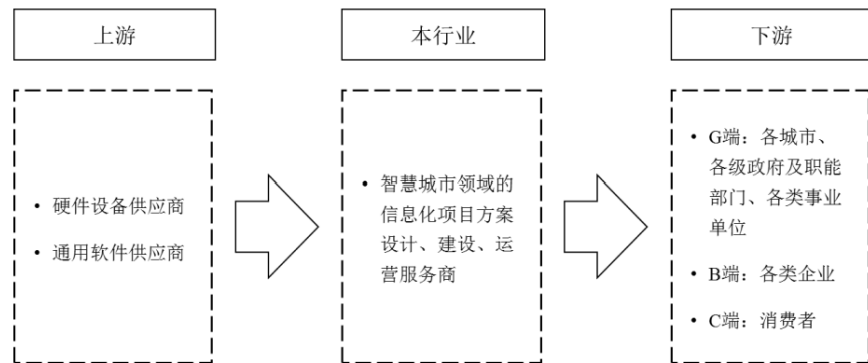 上游
本行业
下游
• 硬件设备供应商
• 通用软件供应商
• 智慧城市领域的
信息化项目方案
设计、建设、运
营服务商
• G端：各城市、
各级政府及职能
部门、各类事业
单位
• B端：各类企业
• C端：消费者